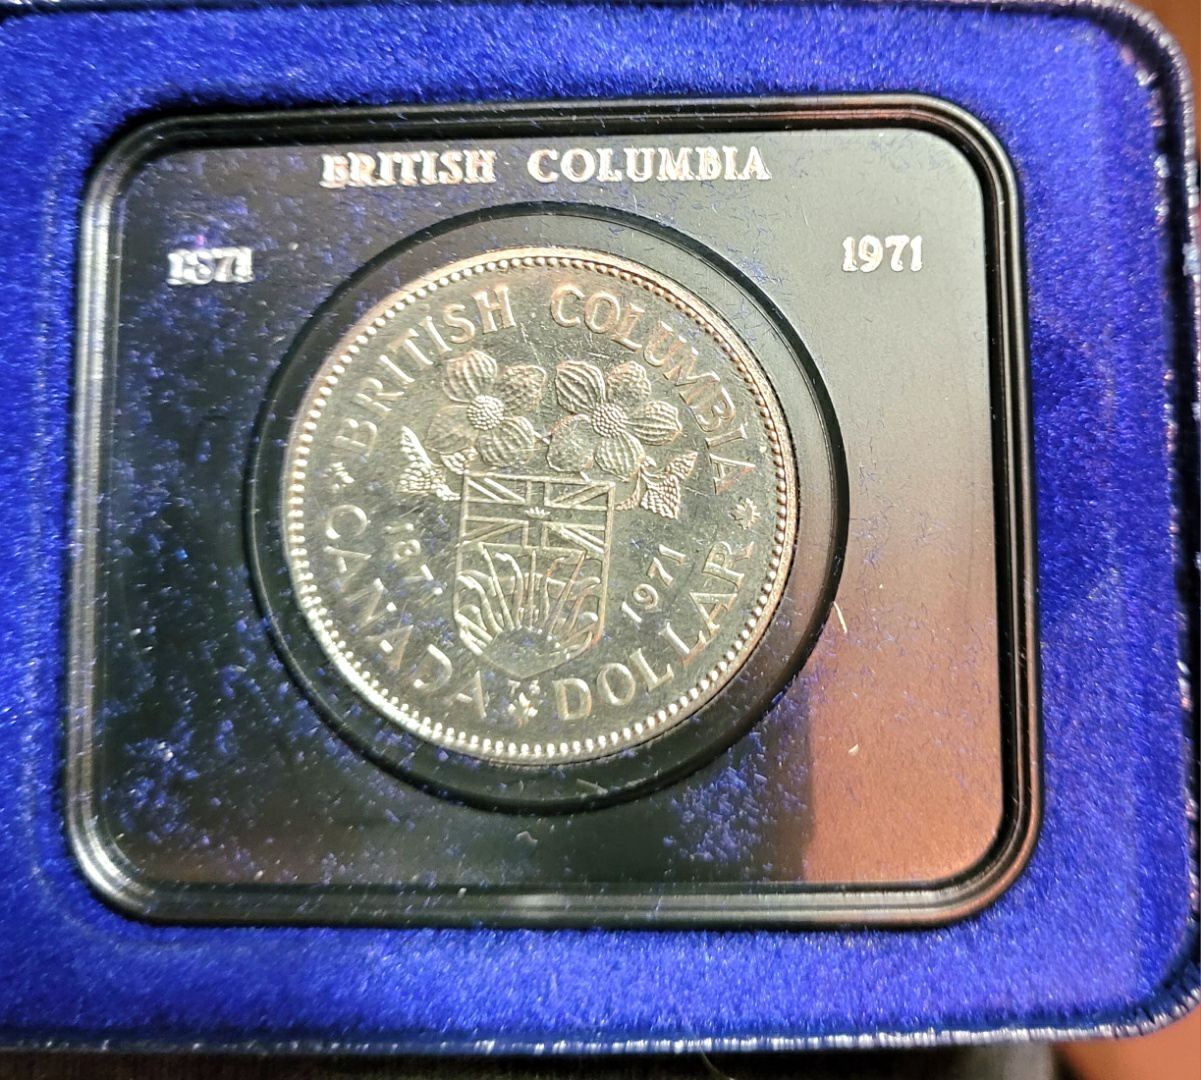 BRITISH COLUMBIA
1871 1971
BRITISH COLUMBIA
1871 1971
CANADA DOLLAR
T.S.